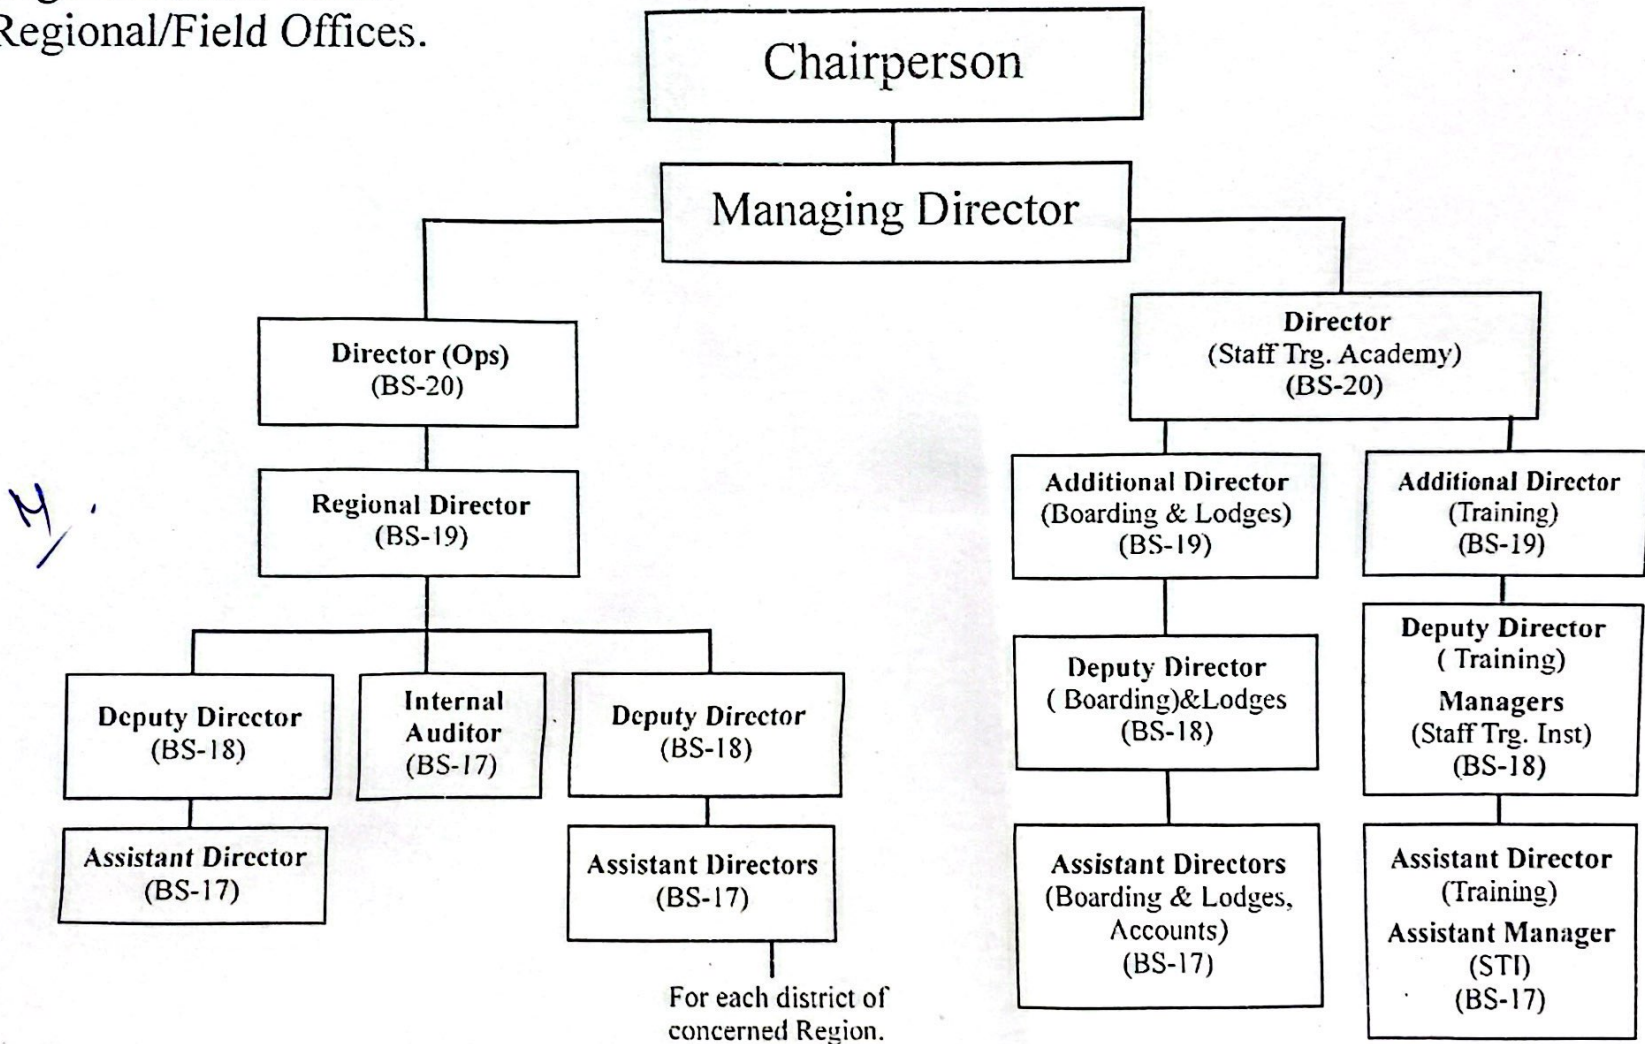 Regional/Field Offices.
Chairperson
Managing Director
Director (Ops)
(BS-20)
Director
(Staff Trg. Academy)
(BS-20)
Regional Director
(BS-19)
Additional Director
(Boarding & Lodges)
(BS-19)
Additional Director
(Training)
(BS-19)
Deputy Director
(BS-18)
Internal
Auditor
(BS-17)
Deputy Director
(BS-18)
Deputy Director
( Boarding)&Lodges
(BS-18)
Deputy Director
( Training)
Managers
(Staff Trg. Inst)
(BS-18)
Assistant Director
(BS-17)
Assistant Directors
(BS-17)
For each district of
concerned Region.
Assistant Directors
(Boarding & Lodges,
Accounts)
(BS-17)
Assistant Director
(Training)
Assistant Manager
(STI)
(BS-17)